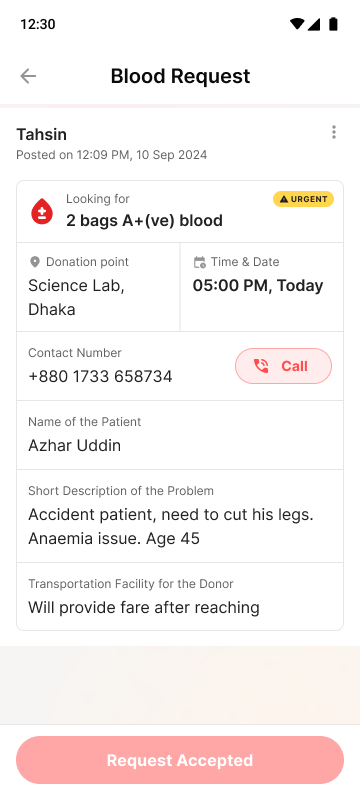 12:30
Blood Request
Tahsin
Posted on 12:09 PM, 10 Sep 2024
Looking for
URGENT
2 bags A+(ve) blood
Donation point
Science Lab,
Dhaka
Time & Date
05:00 PM, Today
Contact Number
+880 1733 658734
Call
Name of the Patient
Azhar Uddin
Short Description of the Problem
Accident patient, need to cut his legs.
Anaemia issue. Age 45
Transportation Facility for the Donor
Will provide fare after reaching
Request Accepted